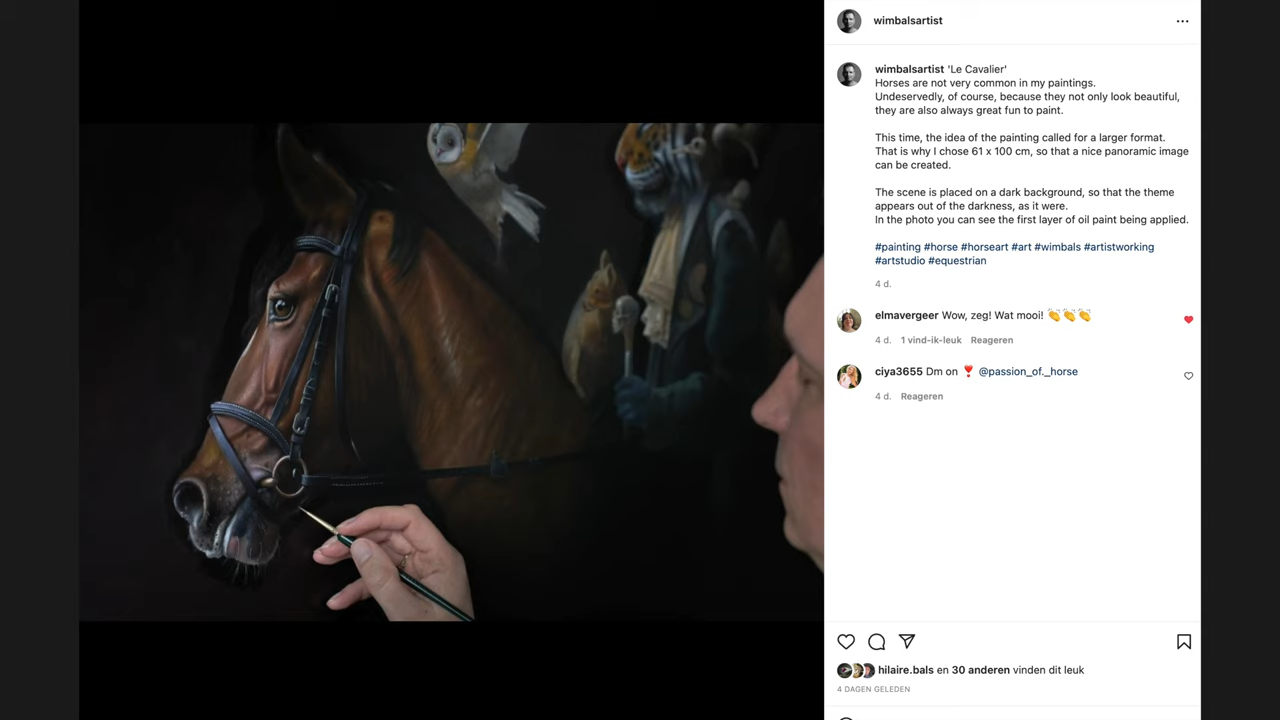 wimbalsartist
wimbalsartist 'Le Cavalier'
Horses are not very common in my paintings.
Undeservedly, of course, because they not only look beautiful,
they are also always great fun to paint.
This time, the idea of the painting called for a larger format.
That is why I chose 61 x 100 cm, so that a nice panoramic image
can be created.
The scene is placed on a dark background, so that the theme
appears out of the darkness, as it were.
In the photo you can see the first layer of oil paint being applied.
#painting #horse #horseart #art #wimbals #artistworking
#artstudio #equestrian
4 d.
elmavergeer Wow, zeg! Wat mooi! 👏👏👏
4 d. 1 vind-ik-leuk Reageren
ciya3655 Dm on ❣️ @passion_of._horse
4 d. Reageren
hilaire.bals en 30 anderen vinden dit leuk
4 DAGEN GELEDEN